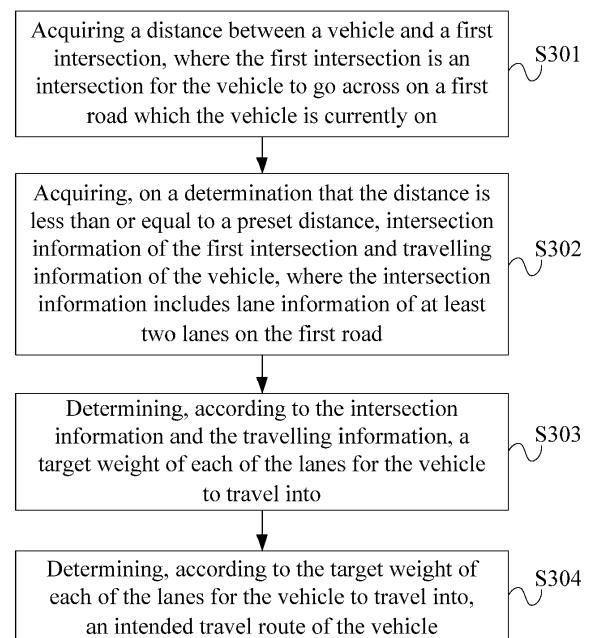 Acquiring a distance between a vehicle and a first
intersection, where the first intersection is an
intersection for the vehicle to go across on a first
road which the vehicle is currently on
S301
Acquiring, on a determination that the distance is
less than or equal to a preset distance, intersection
information of the first intersection and travelling
information of the vehicle, where the intersection
information includes lane information of at least
two lanes on the first road
S302
Determining, according to the intersection
information and the travelling information, a
target weight of each of the lanes for the vehicle
to travel into
S303
Determining, according to the target weight of
each of the lanes for the vehicle to travel into,
an intended travel route of the vehicle
S304